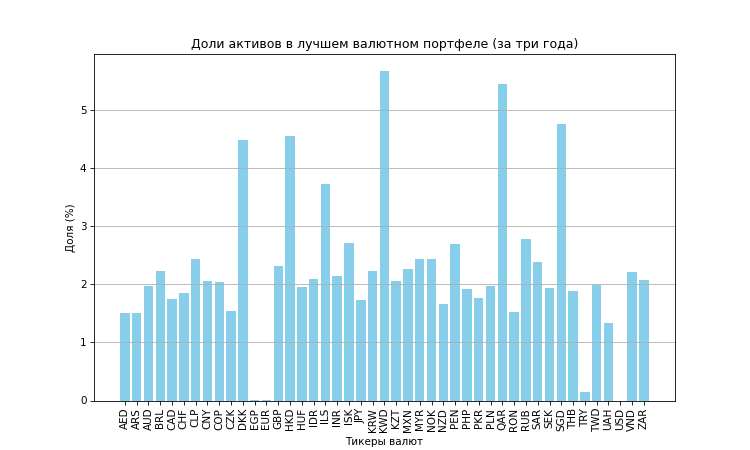 Доли активов в лучшем валютном портфеле (за три года)
Доля (%)
5
4
3
2
1
0
AED ARS AUD BRL CAD CHF CLP CNY COP CZK DKK EGP EUR GBP HKD HUF IDR ILS INR ISK JPY KRW KWD KZT MXN MYR NOK NZD PEN PHP PKR PLN QAR RON RUB SAR SEK SGD THB TRY TWD UAH USD VND ZAR
Тикеры валют